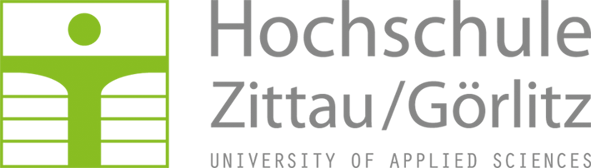 Hochschule
Zittau/Görlitz
UNIVERSITY OF APPLIED SCIENCES